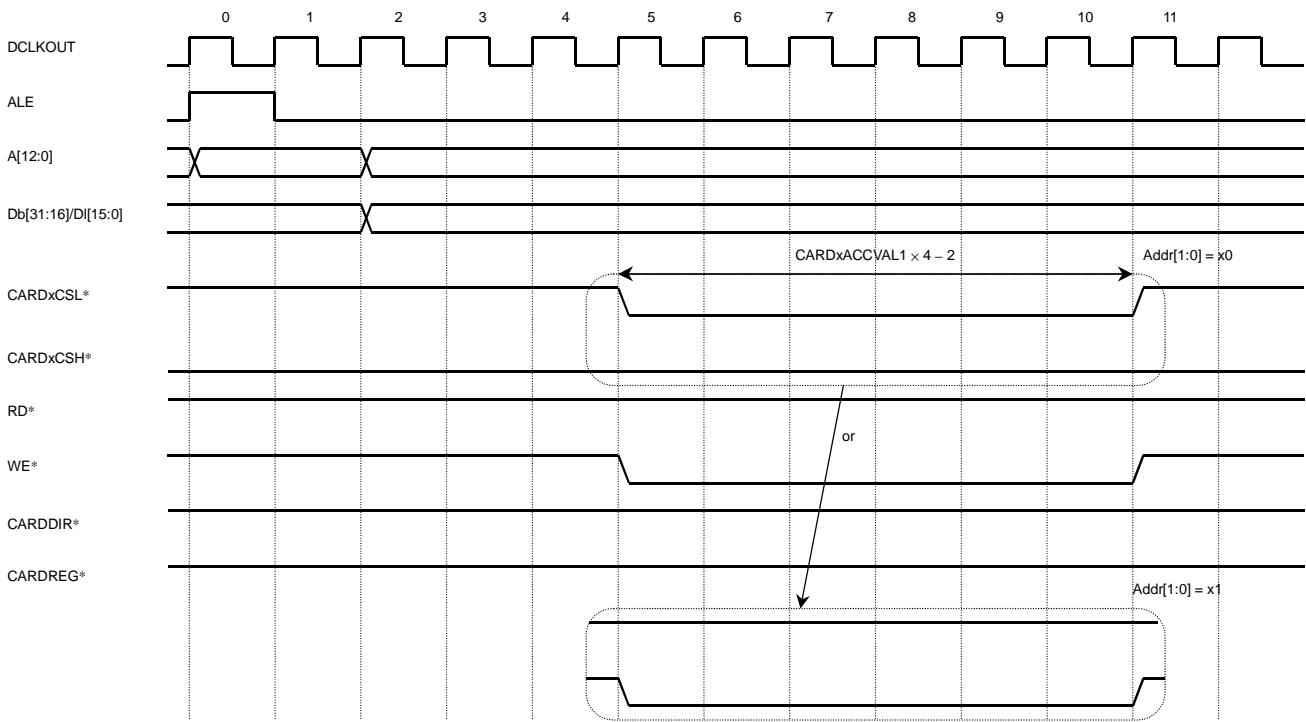 0 1 2 3 4 5 6 7 8 9 10 11
DCLKOUT
ALE
A[12:0]
Db[31:16]/Dl[15:0]
CARDxACCVAL1 × 4 – 2 Addr[1:0] = x0
CARDxCSL*
CARDxCSH*
RD*
or
WE*
CARDDIR*
CARDREG*
Addr[1:0] = x1